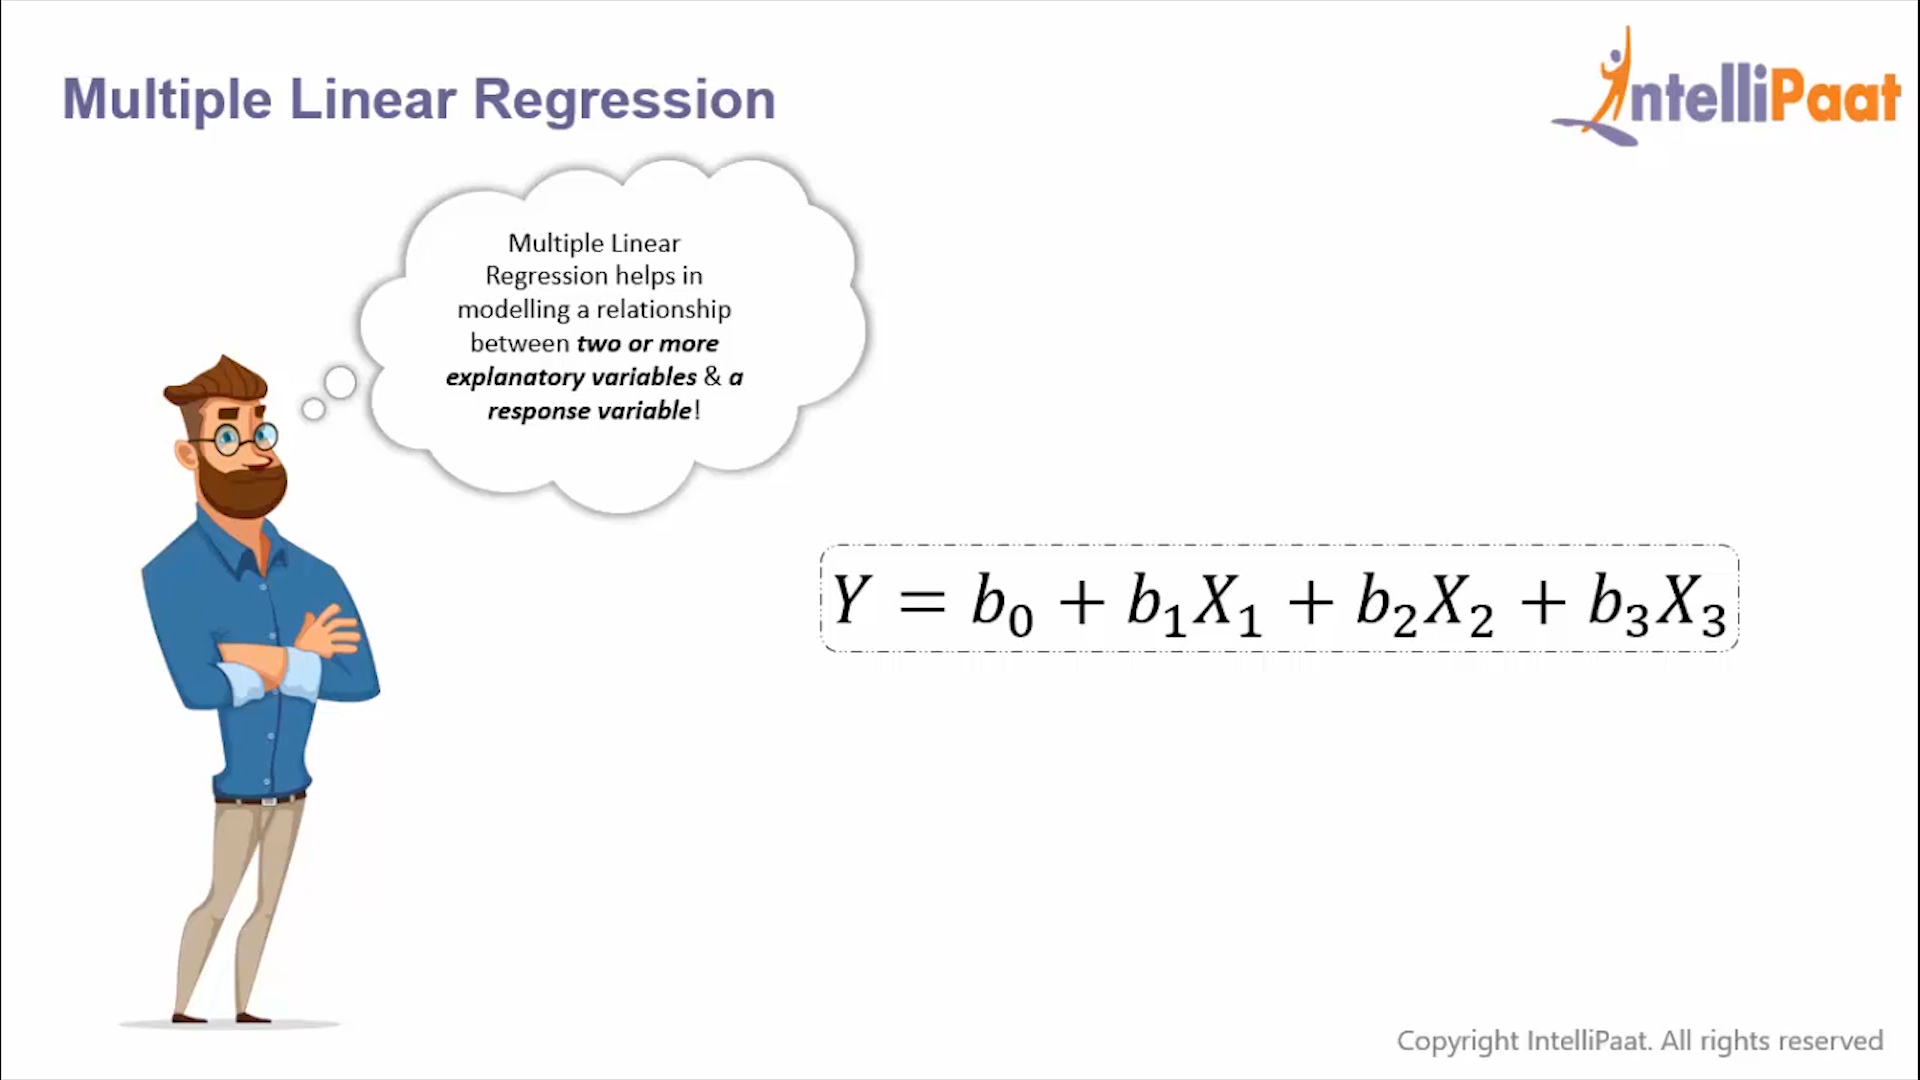 Multiple Linear Regression
IntelliPaat
Multiple Linear
Regression helps in
modelling a relationship
between two or more
explanatory variables & a
response variable!
Y = b₀ + b₁X₁ + b₂X₂ + b₃X₃
Copyright IntelliPaat. All rights reserved